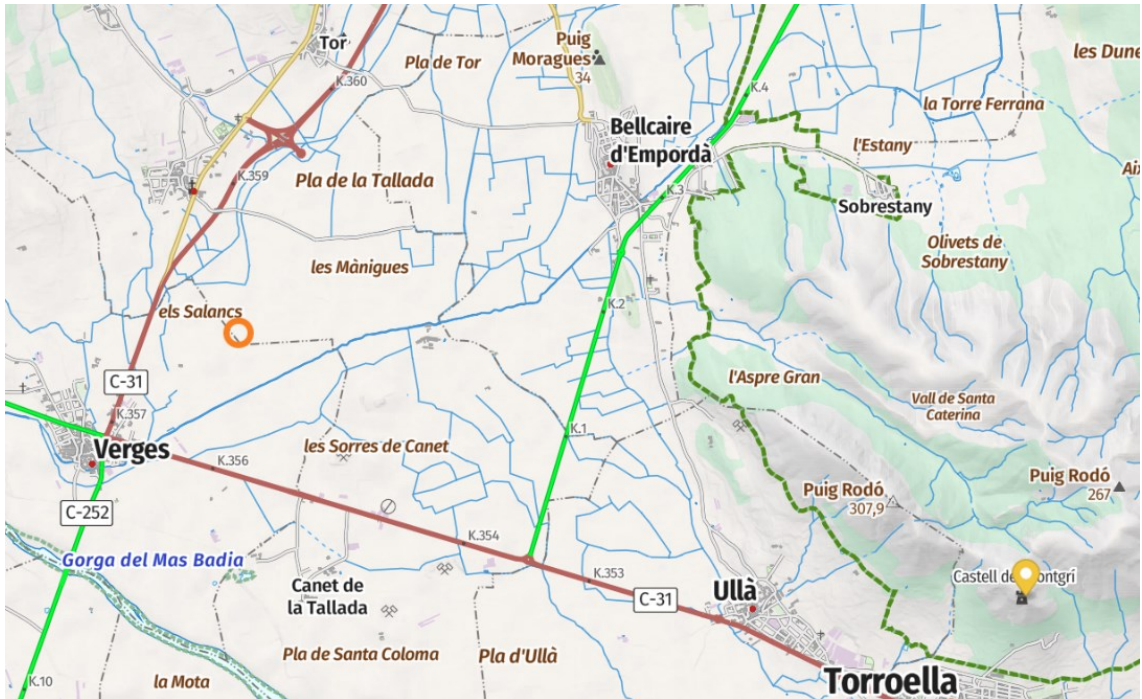 Tor
Pla de Tor
Puig
Moragues
34
les Dune
K.360
K.4
la Torre Ferrana
Bellcaire
d'Empordà
l'Estany
K.359
Pla de la Tallada
K.3
Aix
Sobrestany
Olivets de
Sobrestany
les Mànigues
els Salancs
K.2
C-31
l'Aspre Gran
Vall de Santa
Caterina
K.357
Verges
K.356
les Sorres de Canet
K.1
Puig Rodó
307,9
Puig Rodó
267
C-252
K.354
Gorga del Mas Badia
Canet de
la Tallada
K.353
C-31
Ullà
Castell de Montgrí
Pla de Santa Coloma
Pla d'Ullà
K.10
la Mota
Torroella